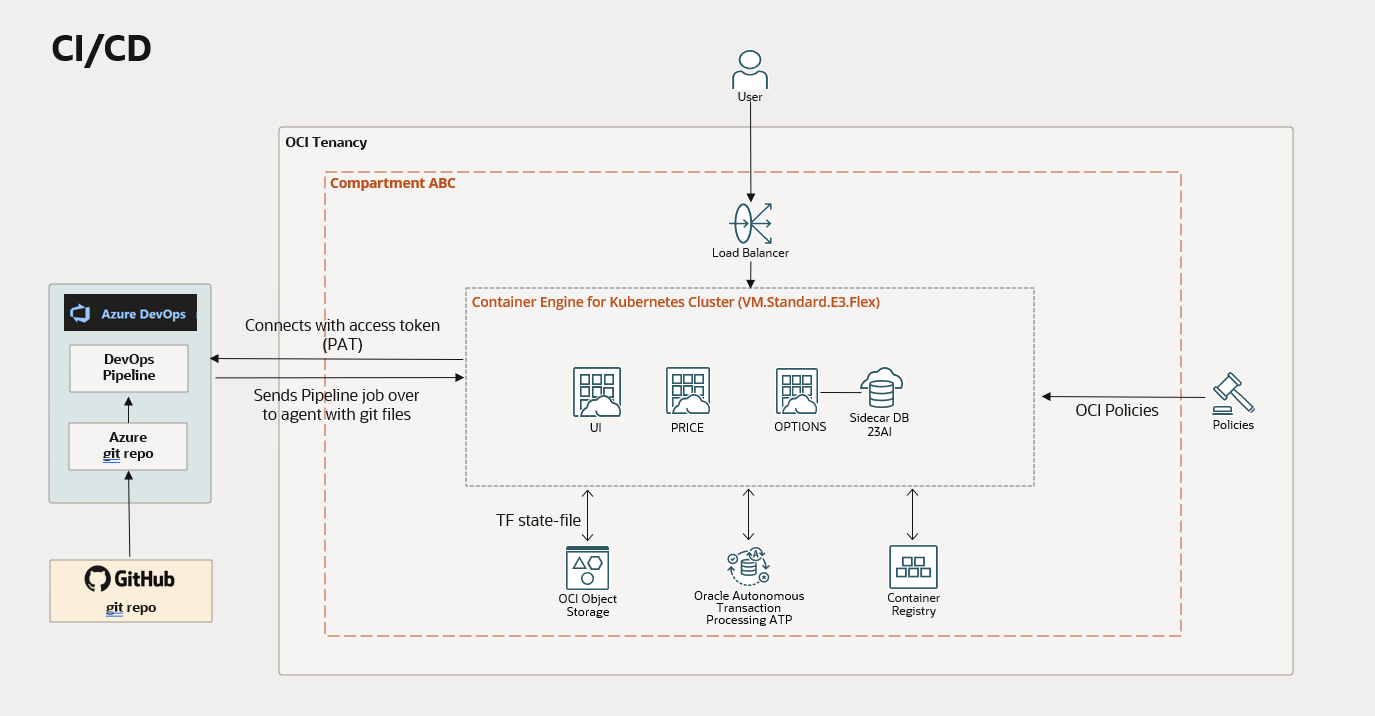 CI/CD
User
OCI Tenancy
Compartment ABC
Load Balancer
Container Engine for Kubernetes Cluster (VM.Standard.E3.Flex)
Azure DevOps
DevOps
Pipeline
Azure
git repo
GitHub
git repo
Connects with access token
(PAT)
Sends Pipeline job over
to agent with git files
UI
PRICE
OPTIONS
Sidecar DB
23AI
OCI Policies
Policies
TF state-file
OCI Object
Storage
Oracle Autonomous
Transaction
Processing ATP
Container
Registry